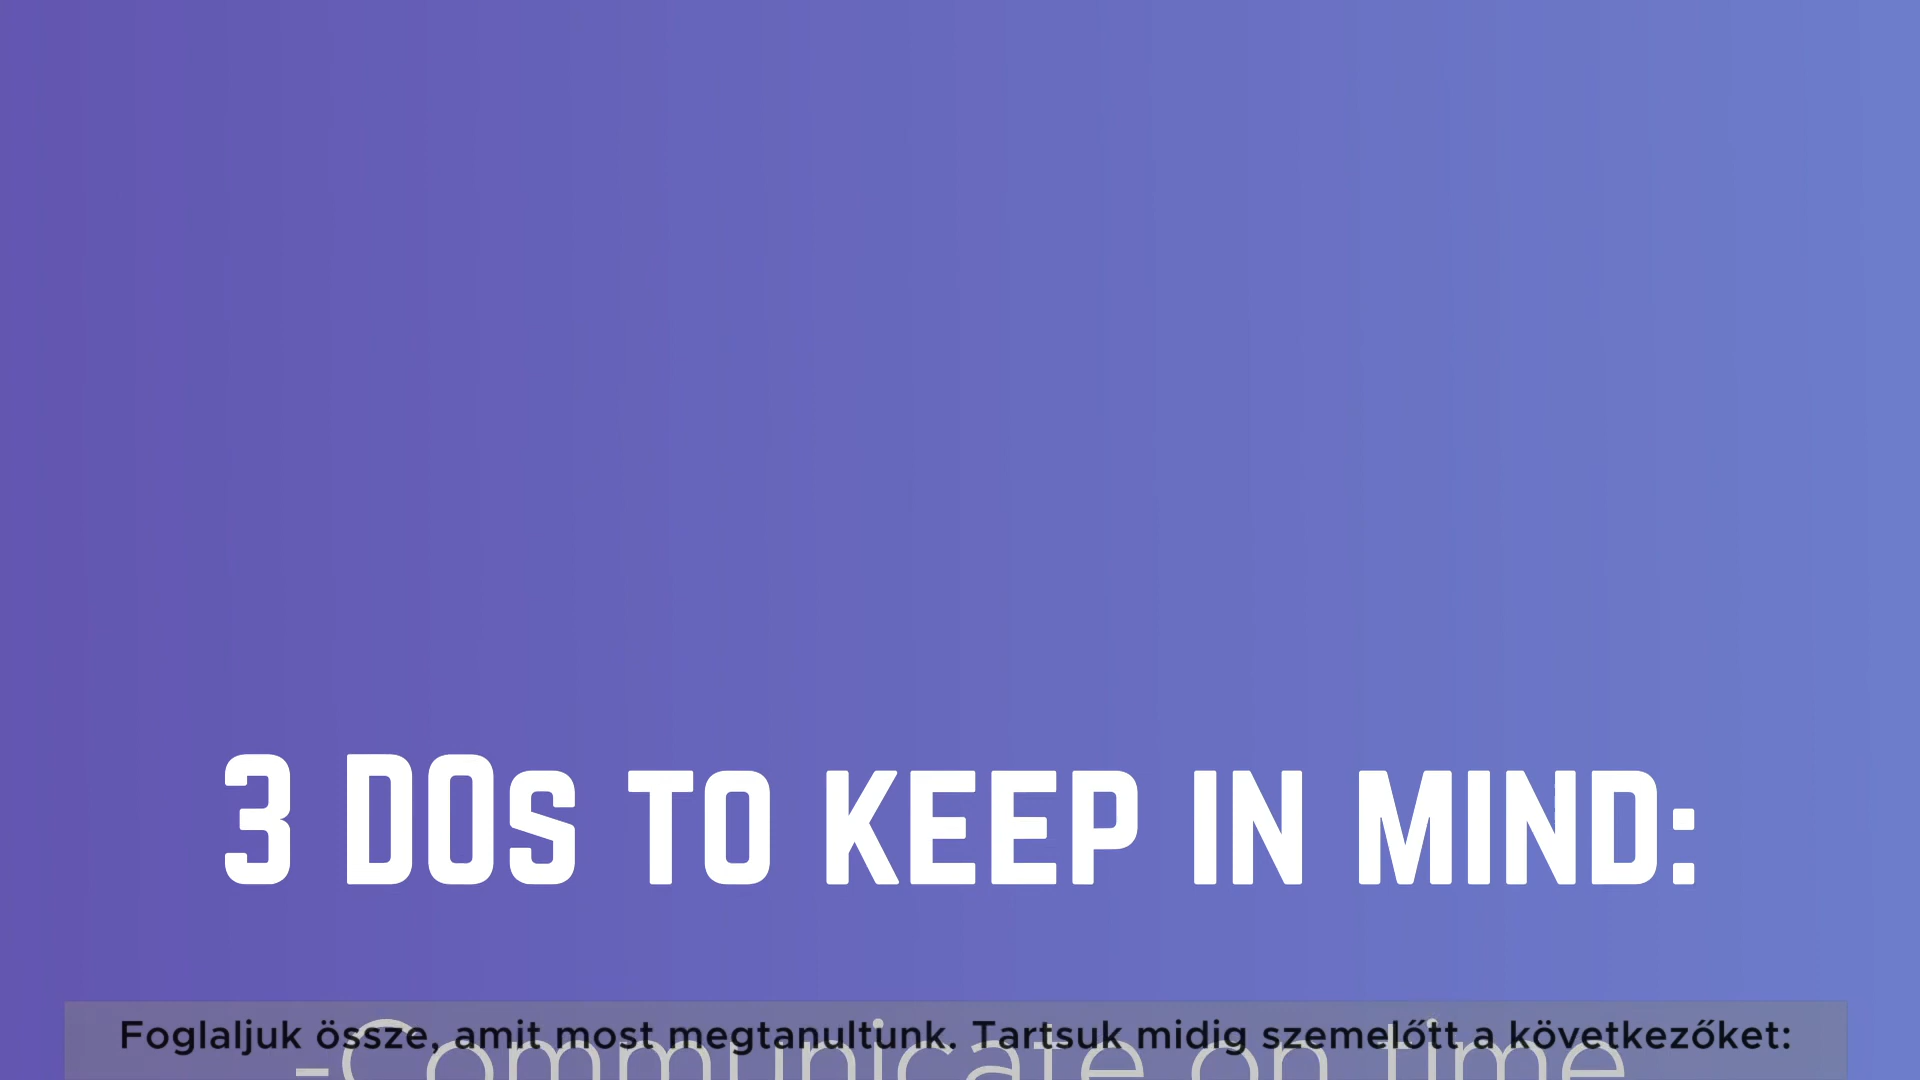 3 DOs TO KEEP IN MIND:
Foglaljuk össze, amit most megtanultunk. Tartsuk midig szemelőtt a következőket:
-Communicate on time